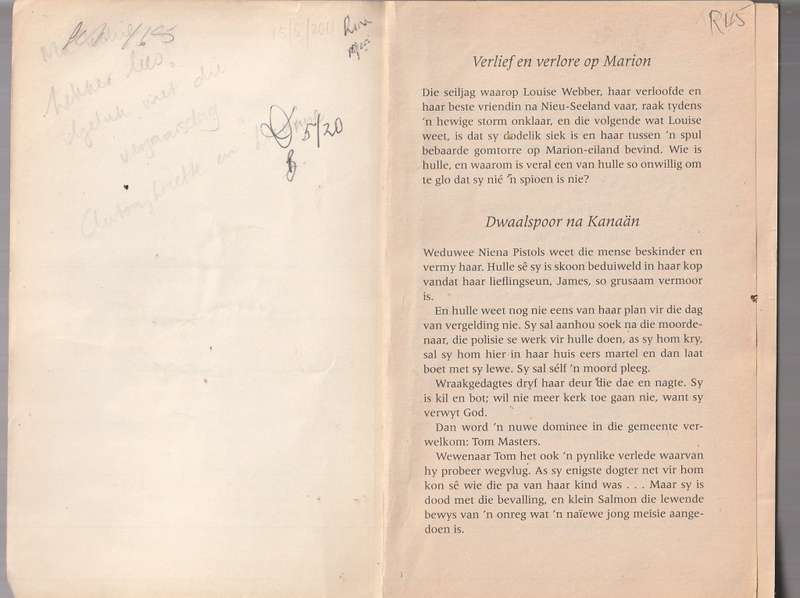 lekker lees.
geluk met die
verjaarsdag
en
15/5/2011
D 5/20
R45
Verlief en verlore op Marion
Die seiljag waarop Louise Webber, haar verloofde en
haar beste vriendin na Nieu-Seeland vaar, raak tydens
'n hewige storm onklaar, en die volgende wat Louise
weet, is dat sy dodelik siek is en haar tussen 'n spul
bebaarde gomtorre op Marion-eiland bevind. Wie is
hulle, en waarom is veral een van hulle so onwillig om
te glo dat sy nié 'n spioen is nie?
Dwaalspoor na Kanaän
Weduwee Niena Pistols weet die mense beskinder en
vermy haar. Hulle sê sy is skoon beduiweld in haar kop
vandat haar lieflingseun, James, so grusaam vermoor
is.
En hulle weet nog nie eens van haar plan vir die dag
van vergelding nie. Sy sal aanhou soek na die moorde-
naar, die polisie se werk vir hulle doen, as sy hom kry,
sal sy hom hier in haar huis eers martel en dan laat
boet met sy lewe. Sy sal sélf 'n moord pleeg.
Wraakgedagtes dryf haar deur die dae en nagte. Sy
is kil en bot; wil nie meer kerk toe gaan nie, want sy
verwyt God.
Dan word 'n nuwe dominee in die gemeente ver-
welkom: Tom Masters.
Wewenaar Tom het ook 'n pynlike verlede waarvan
hy probeer wegvlug. As sy enigste dogter net vir hom
kon sê wie die pa van haar kind was . . . Maar sy is
dood met die bevalling, en klein Salmon die lewende
bewys van 'n onreg wat 'n naïewe jong meisie aange-
doen is.